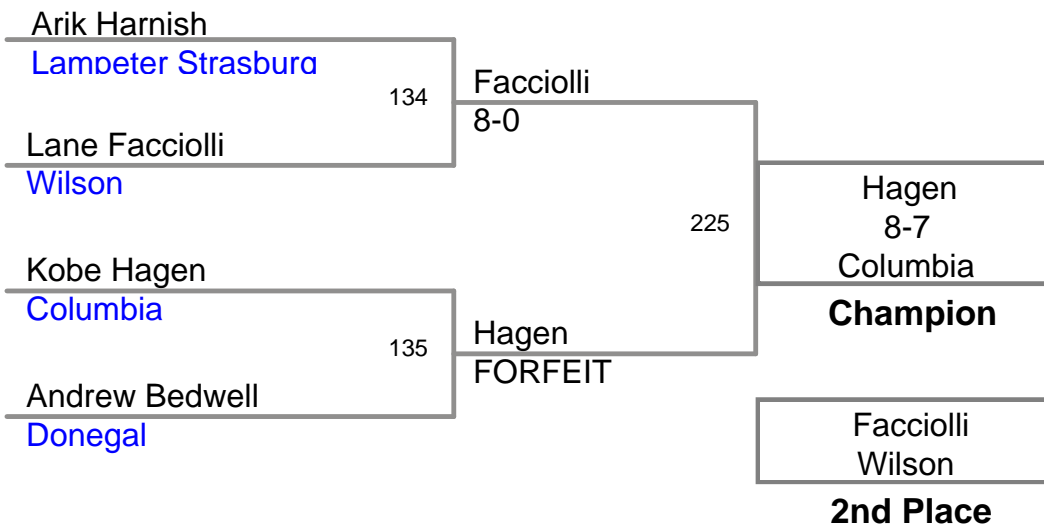 Arik Harnish
Lampeter Strasburg
134
Facciolli
8-0
Lane Facciolli
Wilson
225
Hagen
8-7
Columbia
Champion
Kobe Hagen
Columbia
135
Hagen
FORFEIT
Andrew Bedwell
Donegal
Facciolli
Wilson
2nd Place